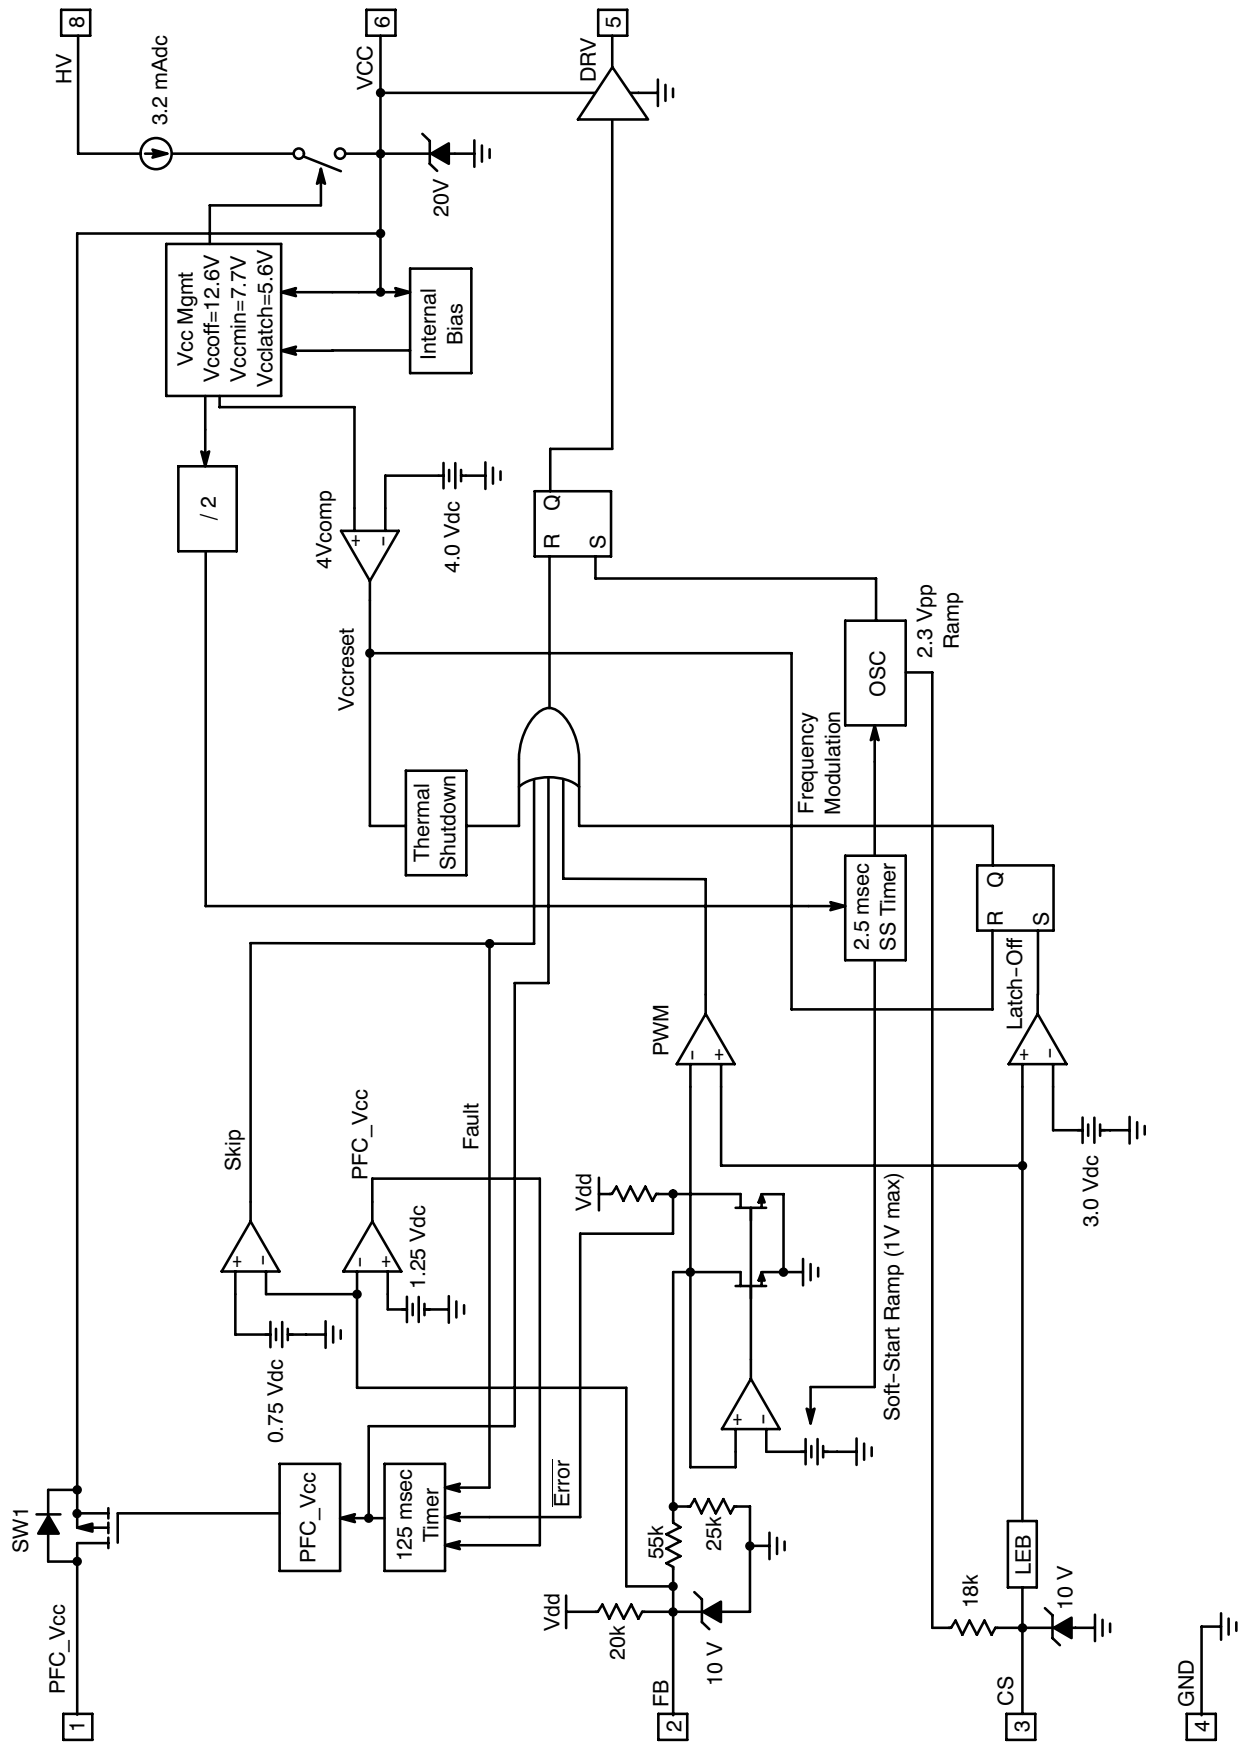 PFC_Vcc
1
SW1
PFC_Vcc
125 msec
Timer
0.75 Vdc
Skip
PFC_Vcc
1.25 Vdc
Fault
Error
+
−
−
+
/ 2
Vcc Mgmt
Vccoff=12.6V
Vccmin=7.7V
Vcclatch=5.6V
HV
8
3.2 mAdc
VCC
6
20V
Internal
Bias
4Vcomp
+
−
4.0 Vdc
Vccreset
Thermal
Shutdown
R
Q
S
DRV
5
FB
2
Vdd
20k
10 V
55k
25k
Vdd
+
−
Soft−Start Ramp (1V max)
PWM
−
+
2.5 msec
SS Timer
Frequency
Modulation
OSC
2.3 Vpp
Ramp
CS
3
18k
10 V
LEB
3.0 Vdc
+
−
Latch−Off
R
Q
S
GND
4